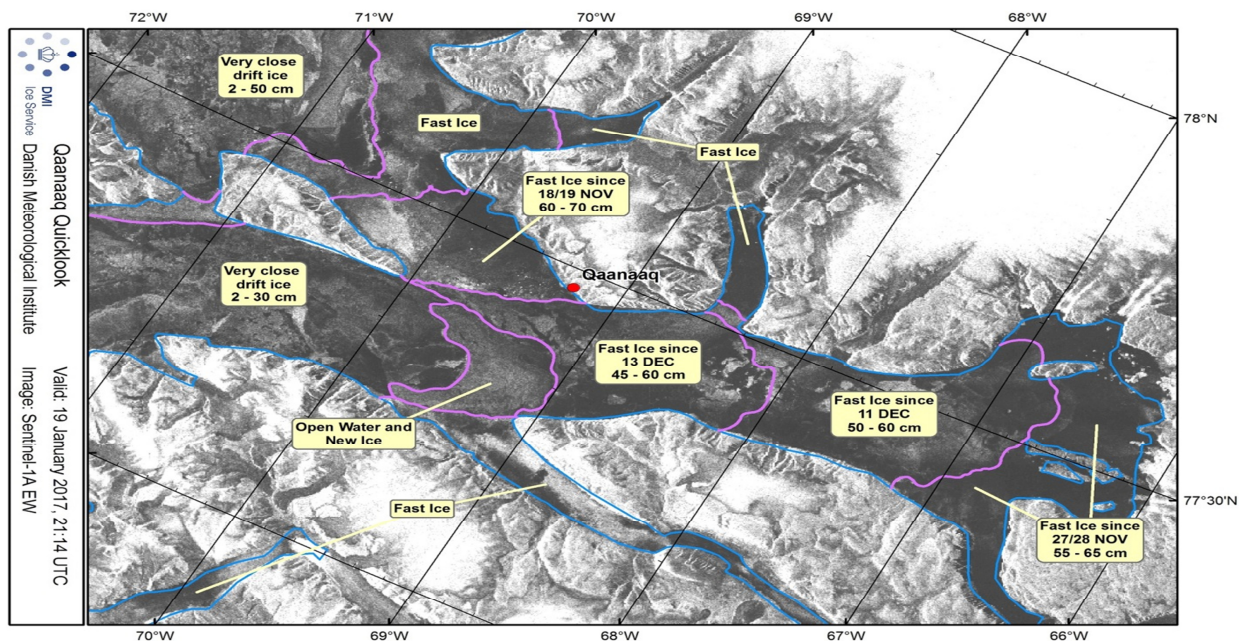 72°W
71°W
70°W
69°W
68°W
DMI
Ice Service
Qaanaaq Quicklook
Danish Meteorological Institute
Valid: 19 January 2017, 21:14 UTC
Image: Sentinel-1A EW
Very close
drift ice
2 - 50 cm
Fast Ice
Fast Ice
78°N
Fast Ice since
18/19 NOV
60 - 70 cm
Qaanaaq
Very close
drift ice
2 - 30 cm
Fast Ice since
13 DEC
45 - 60 cm
Fast Ice since
11 DEC
50 - 60 cm
Open Water and
New Ice
77°30'N
Fast Ice
Fast Ice since
27/28 NOV
55 - 65 cm
70°W
69°W
68°W
67°W
66°W